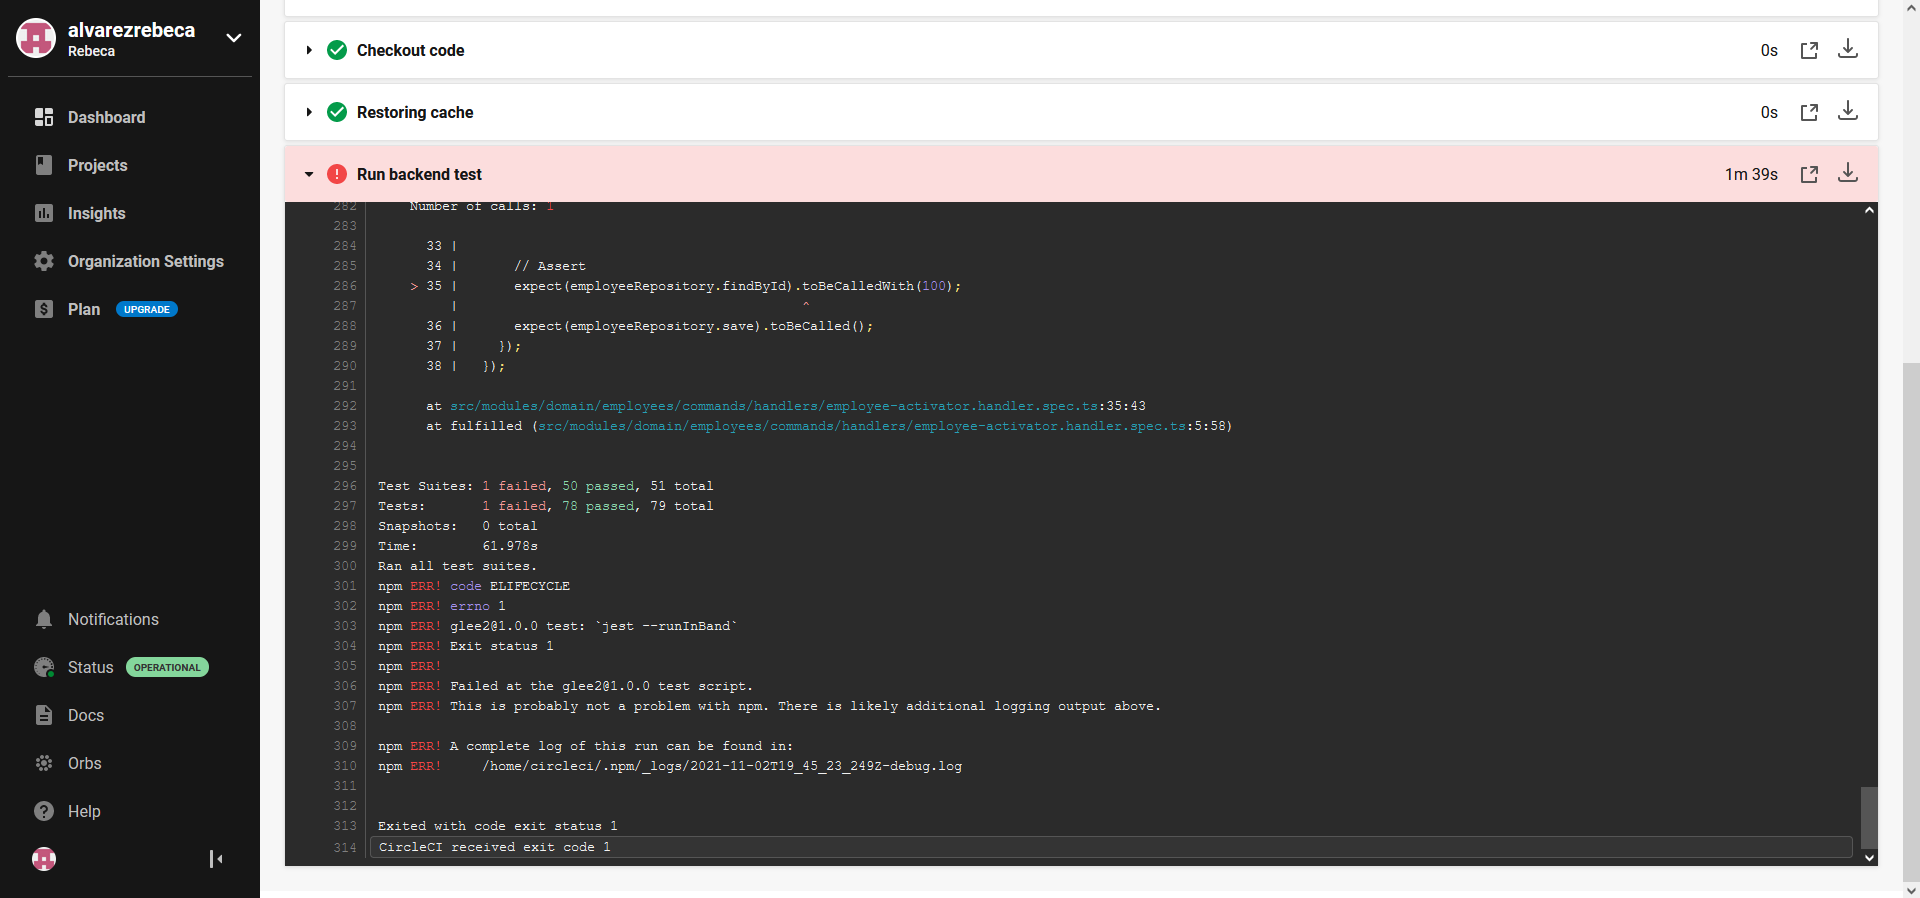 alvarezrebeca
Rebeca
Dashboard
Projects
Insights
Organization Settings
Plan UPGRADE
Notifications
Status OPERATIONAL
Docs
Orbs
Help
Checkout code 0s
Restoring cache 0s
Run backend test 1m 39s
282 Number of calls: 1
283
284 33 |
285 34 | // Assert
286 > 35 | expect(employeeRepository.findById).toBeCalledWith(100);
287 | ^
288 36 | expect(employeeRepository.save).toBeCalled();
289 37 | });
290 38 | });
291
292 at src/modules/domain/employees/commands/handlers/employee-activator.handler.spec.ts:35:43
293 at fulfilled (src/modules/domain/employees/commands/handlers/employee-activator.handler.spec.ts:5:58)
294
295
296 Test Suites: 1 failed, 50 passed, 51 total
297 Tests: 1 failed, 78 passed, 79 total
298 Snapshots: 0 total
299 Time: 61.978s
300 Ran all test suites.
301 npm ERR! code ELIFECYCLE
302 npm ERR! errno 1
303 npm ERR! glee2@1.0.0 test: `jest --runInBand`
304 npm ERR! Exit status 1
305 npm ERR!
306 npm ERR! Failed at the glee2@1.0.0 test script.
307 npm ERR! This is probably not a problem with npm. There is likely additional logging output above.
308
309 npm ERR! A complete log of this run can be found in:
310 npm ERR! /home/circleci/.npm/_logs/2021-11-02T19_45_23_249Z-debug.log
311
312
313 Exited with code exit status 1
314 CircleCI received exit code 1